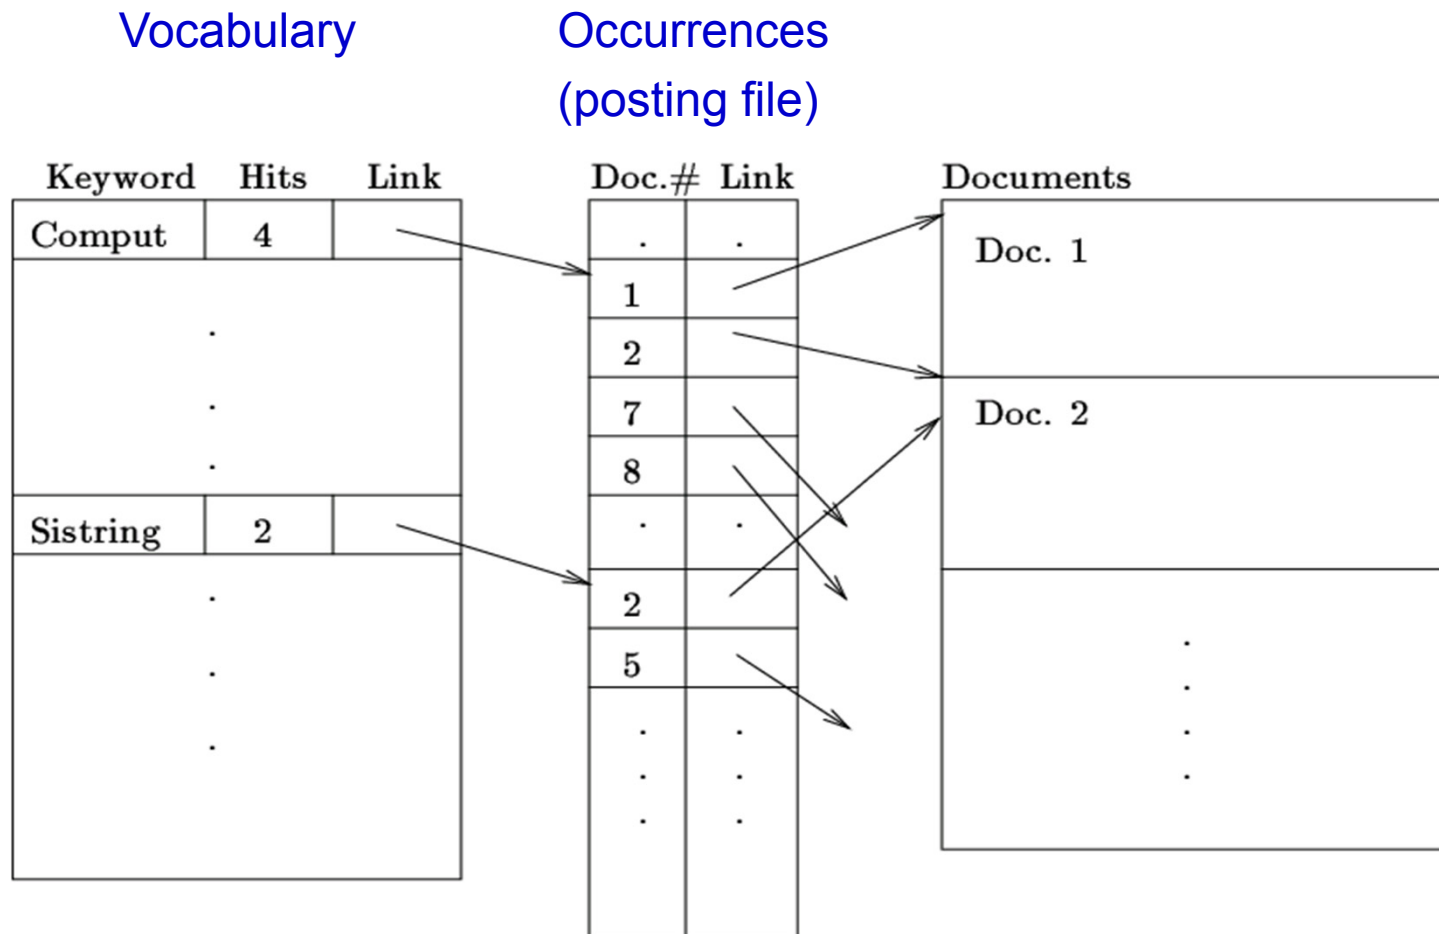 Vocabulary
Occurrences
(posting file)
Keyword Hits Link
Comput 4
.
.
.
Sistring 2
.
.
.
Doc.# Link
. .
1
2
7
8
. .
2
5
. .
. .
. .
Documents
Doc. 1
Doc. 2
.
.
.
.